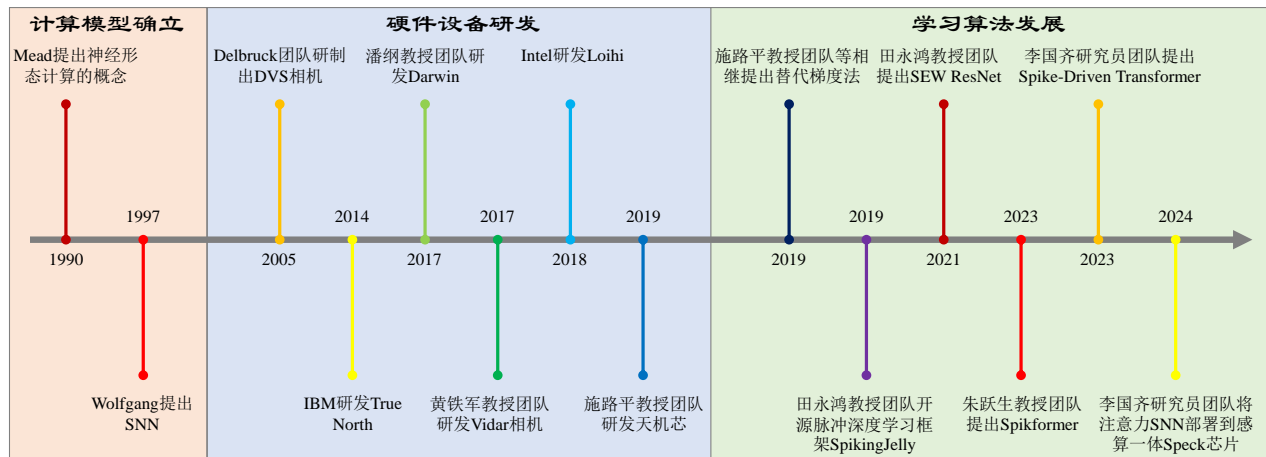 计算模型确立
硬件设备研发
学习算法发展
Mead提出神经形
态计算的概念
Delbruck团队研制
出DVS相机
潘纲教授团队研
发Darwin
Intel研发Loihi
施路平教授团队等相
继提出替代梯度法
田永鸿教授团队
提出SEW ResNet
李国齐研究员团队提出
Spike-Driven Transformer
1997
2014
2017
2019
2019
2023
2024
1990
2005
2017
2018
2019
2021
2023
Wolfgang提出
SNN
IBM研发True
North
黄铁军教授团队
研发Vidar相机
施路平教授团队
研发天机芯
田永鸿教授团队开
源脉冲深度学习框
架SpikingJelly
朱跃生教授团队
提出Spikformer
李国齐研究员团队将
注意力SNN部署到感
算一体Speck芯片